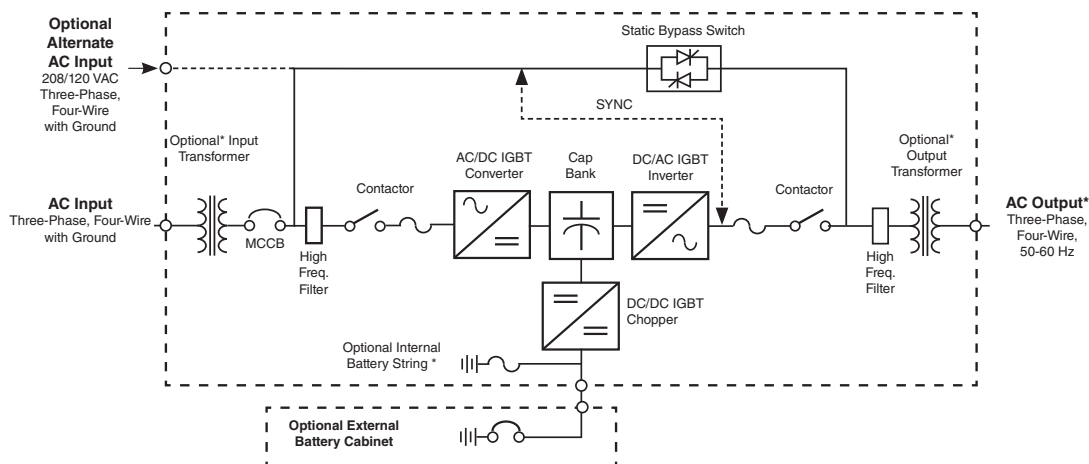 Optional
Alternate
AC Input
208/120 VAC
Three-Phase,
Four-Wire
with Ground
Static Bypass Switch
SYNC
Optional* Input
Transformer
AC/DC IGBT
Converter
Cap
Bank
DC/AC IGBT
Inverter
Optional*
Output
Transformer
Contactor
Contactor
AC Input
Three-Phase, Four-Wire
with Ground
MCCB
High
Freq.
Filter
High
Freq.
Filter
AC Output*
Three-Phase,
Four-Wire,
50-60 Hz
DC/DC IGBT
Chopper
Optional Internal
Battery String *
Optional External
Battery Cabinet